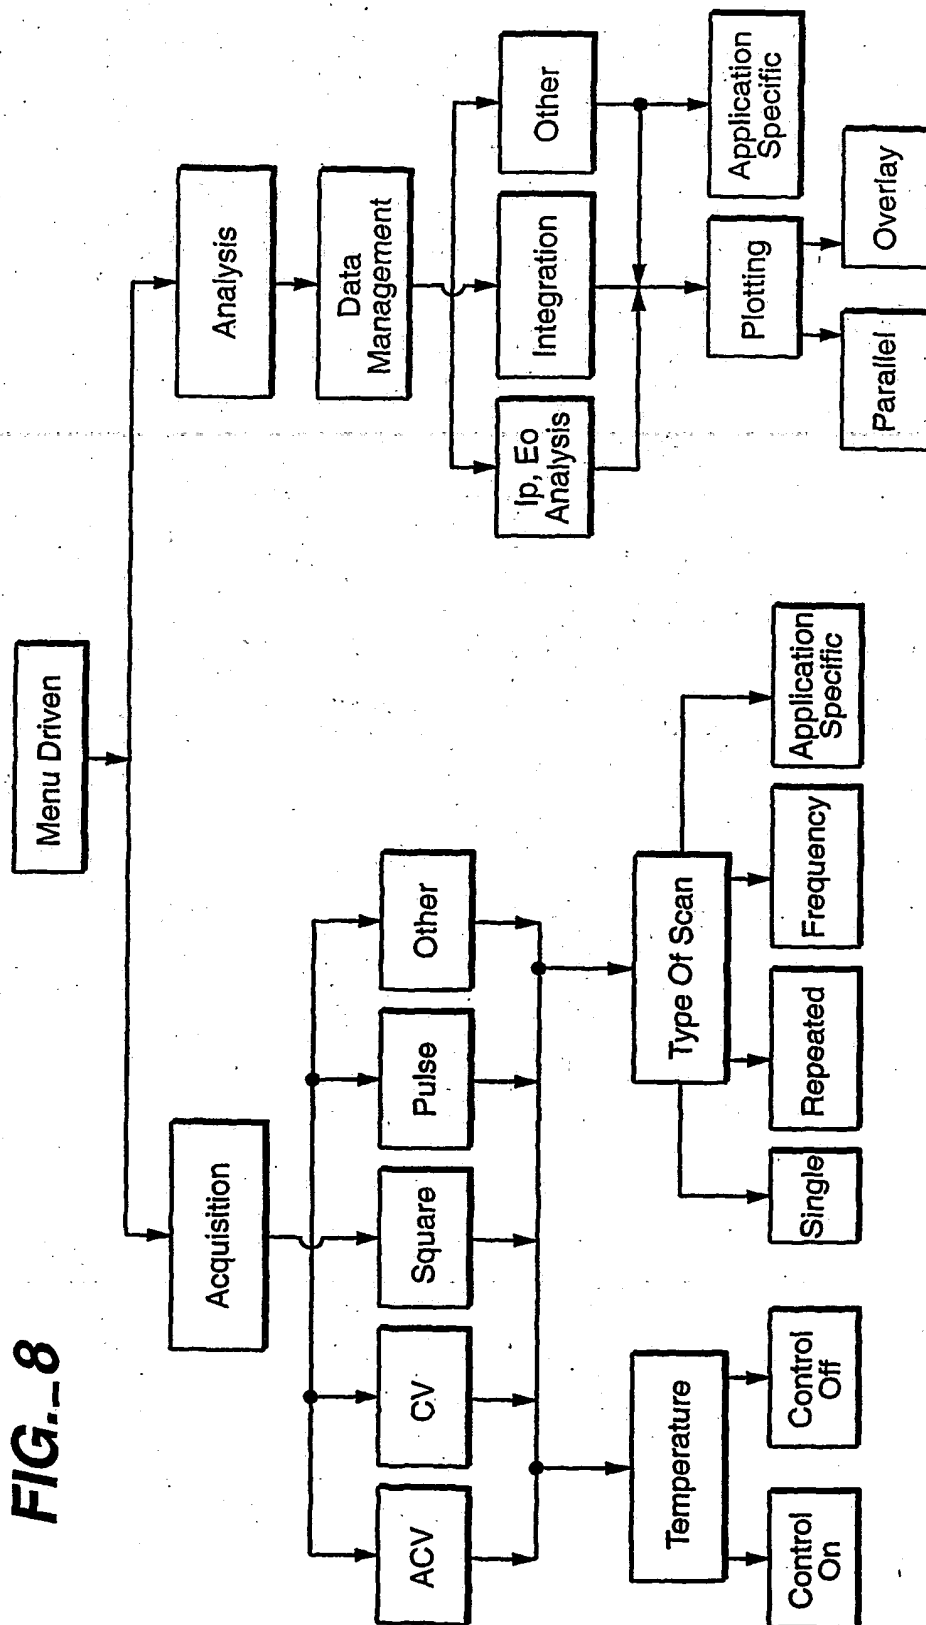 FIG._8
Menu Driven
Acquisition
Analysis
ACV
CV
Square
Pulse
Other
Data
Management
Ip, Eo
Analysis
Integration
Other
Temperature
Type Of Scan
Plotting
Application
Specific
Control
On
Control
Off
Single
Repeated
Frequency
Application
Specific
Parallel
Overlay